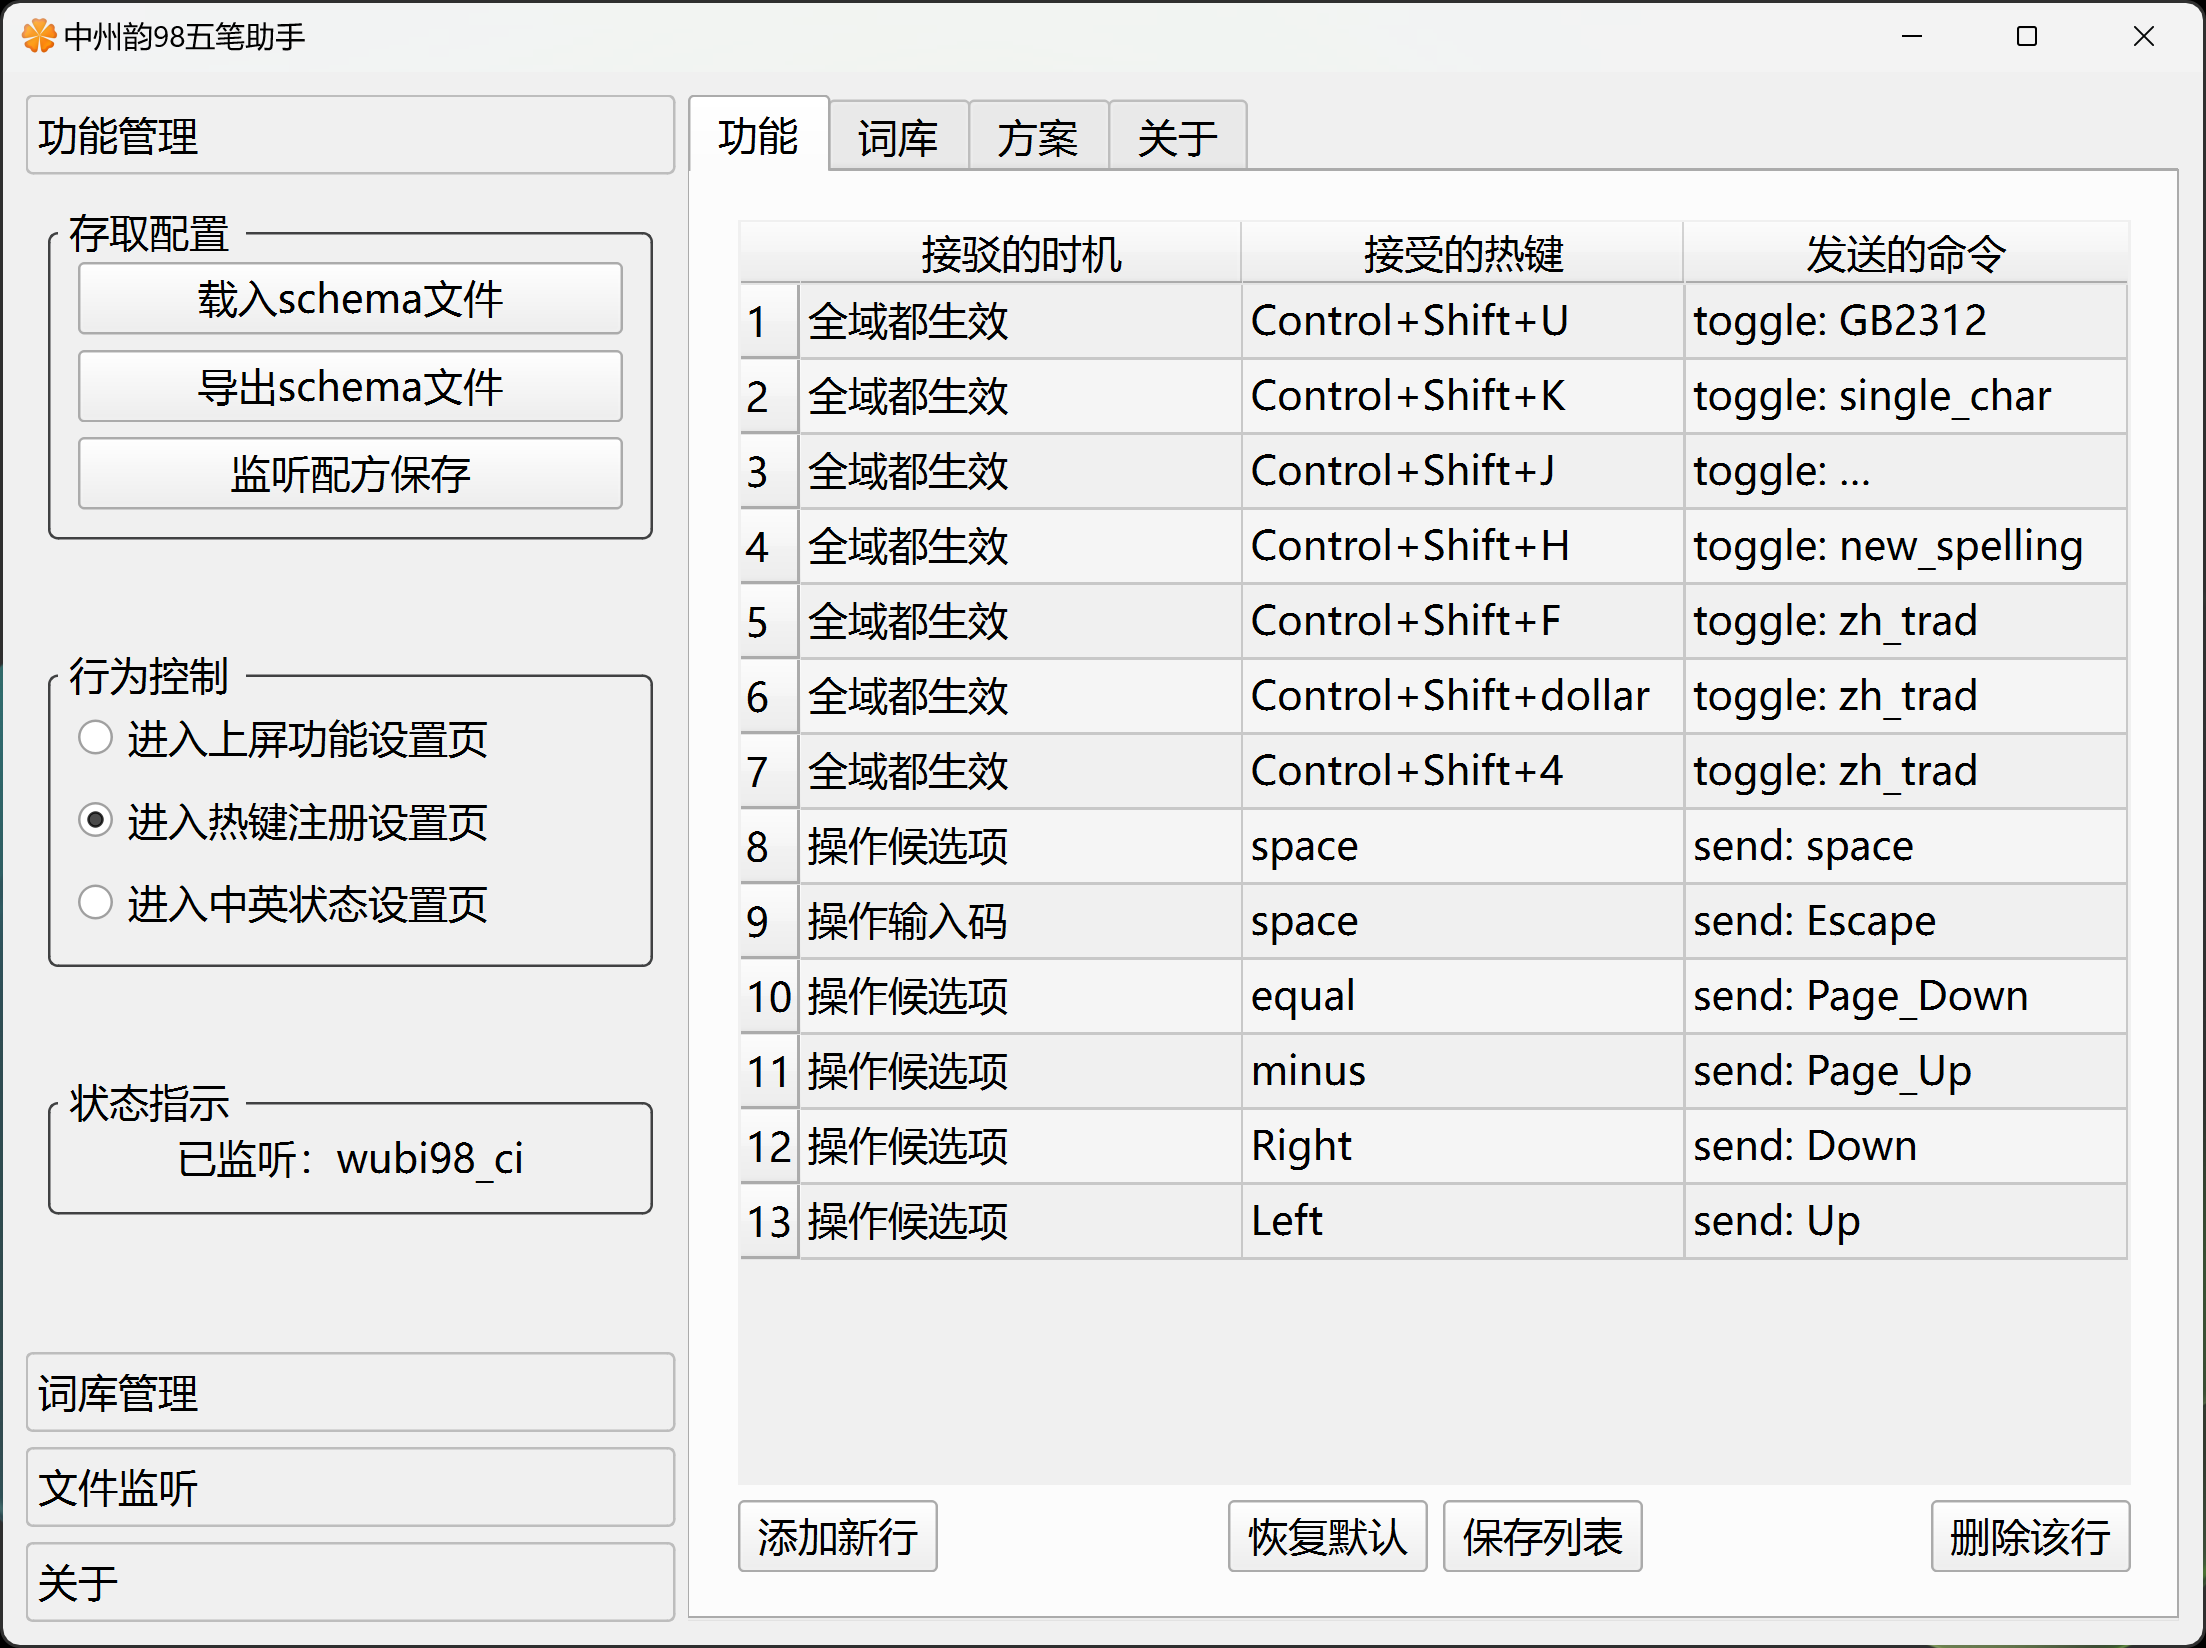 中州韵98五笔助手
功能管理
存取配置
载入schema文件
导出schema文件
监听配方保存
行为控制
进入上屏功能设置页
进入热键注册设置页
进入中英状态设置页
状态指示
已监听：wubi98_ci
词库管理
文件监听
关于
功能 词库 方案 关于
接驳的时机 接受的热键 发送的命令
1 全域都生效 Control+Shift+U toggle: GB2312
2 全域都生效 Control+Shift+K toggle: single_char
3 全域都生效 Control+Shift+J toggle: ...
4 全域都生效 Control+Shift+H toggle: new_spelling
5 全域都生效 Control+Shift+F toggle: zh_trad
6 全域都生效 Control+Shift+dollar toggle: zh_trad
7 全域都生效 Control+Shift+4 toggle: zh_trad
8 操作候选项 space send: space
9 操作输入码 space send: Escape
10 操作候选项 equal send: Page_Down
11 操作候选项 minus send: Page_Up
12 操作候选项 Right send: Down
13 操作候选项 Left send: Up
添加新行 恢复默认 保存列表 删除该行